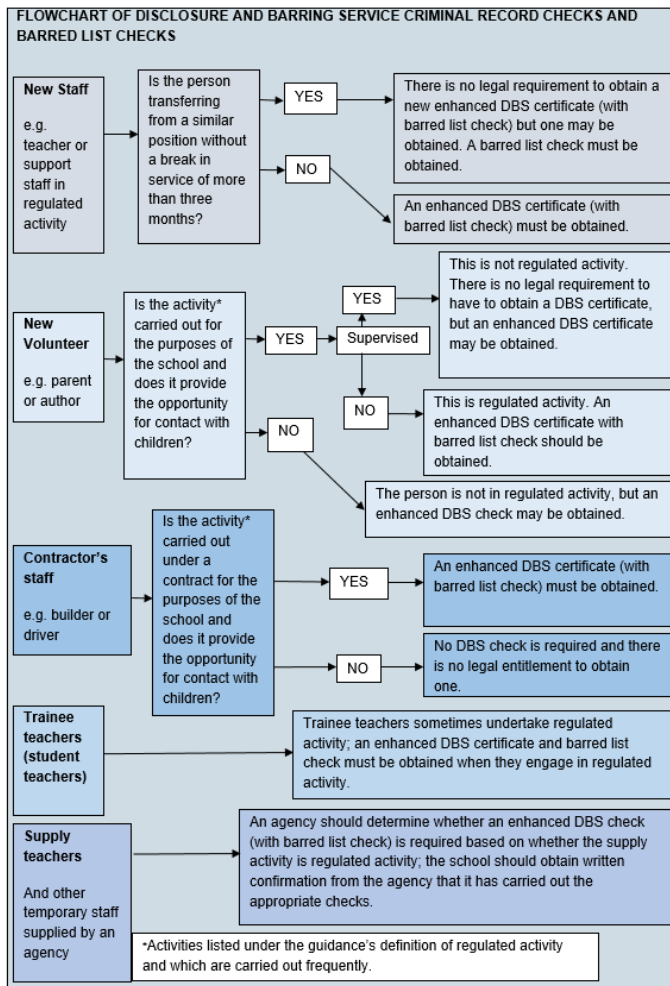 FLOWCHART OF DISCLOSURE AND BARRING SERVICE CRIMINAL RECORD CHECKS AND
BARRED LIST CHECKS
New Staff
e.g.
teacher or
support
staff in
regulated
activity
Is the person
transferring
from a similar
position without
a break in
service of more
than three
months?
YES
There is no legal requirement to obtain a
new enhanced DBS certificate (with
barred list check) but one may be
obtained. A barred list check must be
obtained.
NO
An enhanced DBS certificate (with
barred list check) must be obtained.
New
Volunteer
e.g. parent
or author
Is the activity*
carried out for
the purposes of
the school and
does it provide
the opportunity
for contact with
children?
YES
Supervised
YES
This is not regulated activity.
There is no legal requirement to
have to obtain a DBS certificate,
but an enhanced DBS certificate
may be obtained.
NO
This is regulated activity. An
enhanced DBS certificate with
barred list check should be
obtained.
NO
The person is not in regulated activity, but an
enhanced DBS check may be obtained.
Contractor's
staff
e.g. builder or
driver
Is the activity*
carried out
under a
contract for the
purposes of the
school and
does it provide
the opportunity
for contact with
children?
YES
An enhanced DBS certificate (with
barred list check) must be obtained.
NO
No DBS check is required and there
is no legal entitlement to obtain
one.
Trainee
teachers
(student
teachers)
Trainee teachers sometimes undertake regulated
activity; an enhanced DBS certificate and barred list
check must be obtained when they engage in regulated
activity.
Supply
teachers
And other
temporary staff
supplied by an
agency
An agency should determine whether an enhanced DBS check
(with barred list check) is required based on whether the supply
activity is regulated activity; the school should obtain written
confirmation from the agency that it has carried out the
appropriate checks.
*Activities listed under the guidance's definition of regulated activity
and which are carried out frequently.